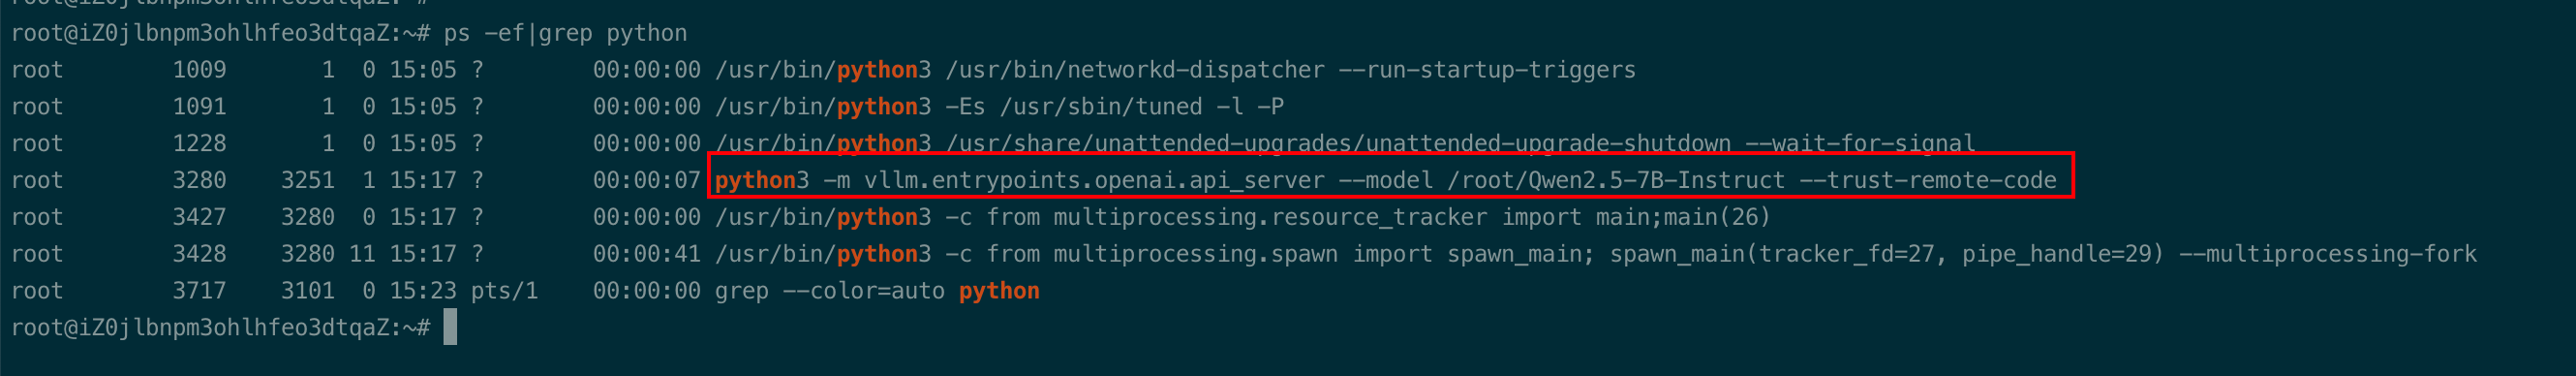 root@iZ0jlbnpm3ohlhfeo3dtqaZ:~#
root@iZ0jlbnpm3ohlhfeo3dtqaZ:~# ps -ef|grep python
root 1009 1 0 15:05 ? 00:00:00 /usr/bin/python3 /usr/bin/networkd-dispatcher --run-startup-triggers
root 1091 1 0 15:05 ? 00:00:00 /usr/bin/python3 -Es /usr/sbin/tuned -l -P
root 1228 1 0 15:05 ? 00:00:00 /usr/bin/python3 /usr/share/unattended-upgrades/unattended-upgrade-shutdown --wait-for-signal
root 3280 3251 1 15:17 ? 00:00:07 python3 -m vllm.entrypoints.openai.api_server --model /root/Qwen2.5-7B-Instruct --trust-remote-code
root 3427 3280 0 15:17 ? 00:00:00 /usr/bin/python3 -c from multiprocessing.resource_tracker import main;main(26)
root 3428 3280 11 15:17 ? 00:00:41 /usr/bin/python3 -c from multiprocessing.spawn import spawn_main; spawn_main(tracker_fd=27, pipe_handle=29) --multiprocessing-fork
root 3717 3101 0 15:23 pts/1 00:00:00 grep --color=auto python
root@iZ0jlbnpm3ohlhfeo3dtqaZ:~#